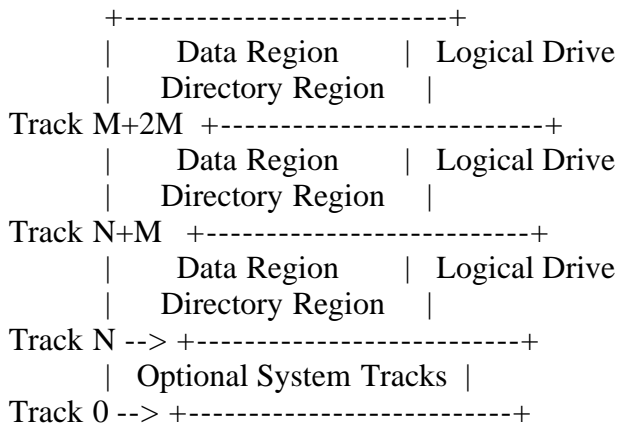 +---------------------------+
| Data Region | Logical Drive
| Directory Region |
Track M+2M +---------------------------+
| Data Region | Logical Drive
| Directory Region |
Track N+M +---------------------------+
| Data Region | Logical Drive
| Directory Region |
Track N --> +---------------------------+
| Optional System Tracks |
Track 0 --> +---------------------------+